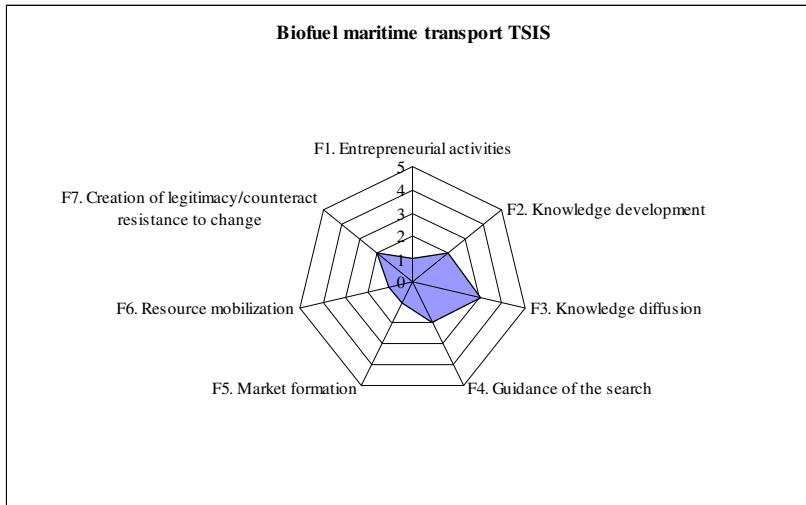 Biofuel maritime transport TSIS
F1. Entrepreneurial activities
5
4
3
2
1
0
F7. Creation of legitimacy/counteract
resistance to change
F2. Knowledge development
F6. Resource mobilization
F3. Knowledge diffusion
F5. Market formation
F4. Guidance of the search